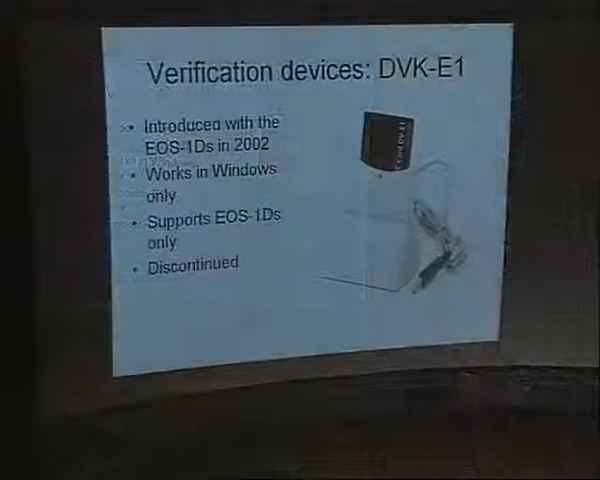 Verification devices: DVK-E1
• Introduced with the
EOS-1Ds in 2002
• Works in Windows
only
• Supports EOS-1Ds
only
• Discontinued